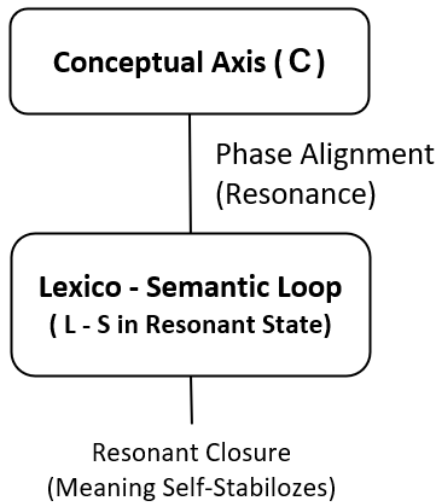 Conceptual Axis ( C )
Phase Alignment
(Resonance)
Lexico - Semantic Loop
( L - S in Resonant State)
Resonant Closure
(Meaning Self-Stabilozes)